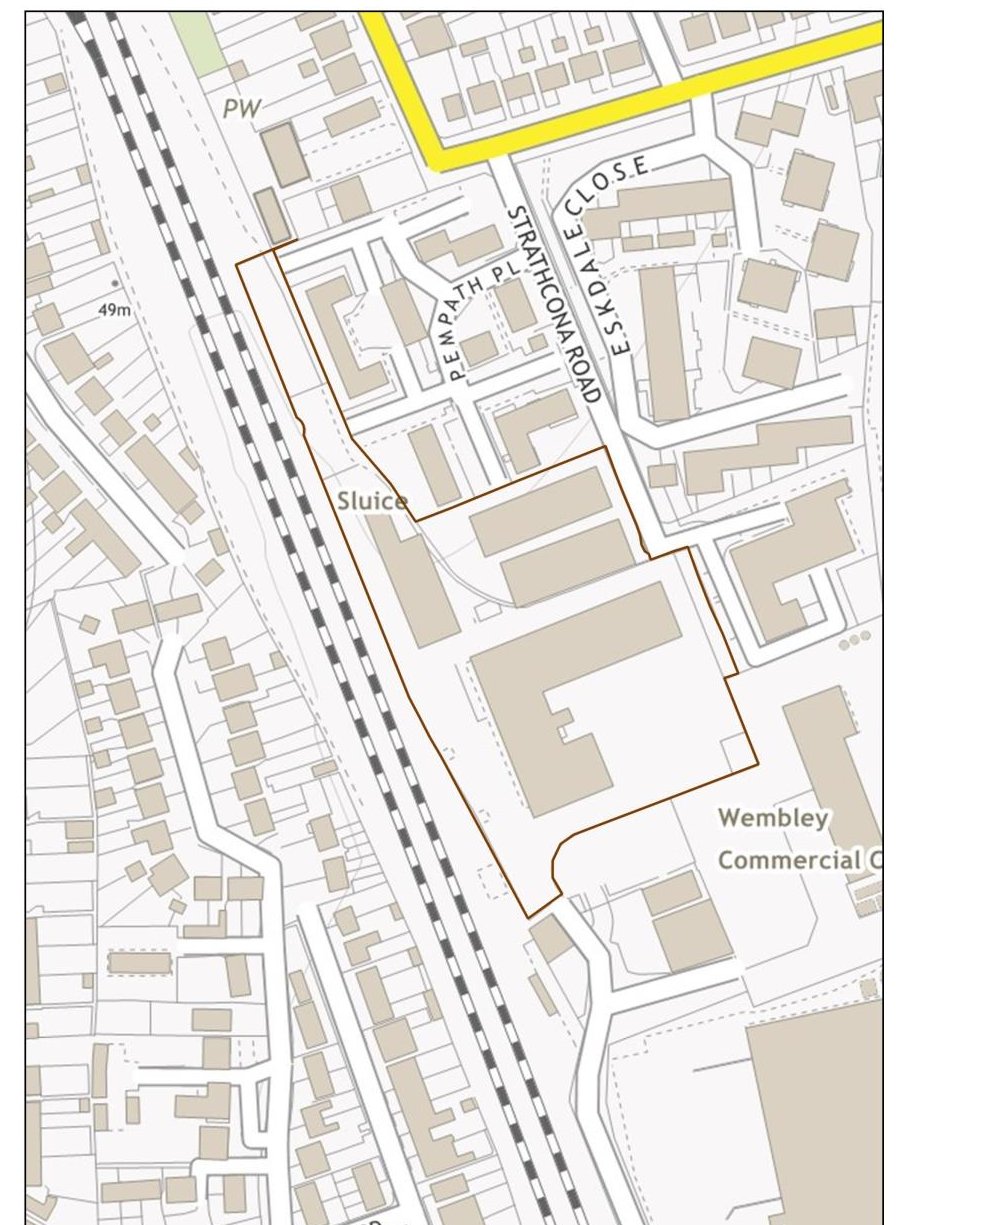 PW
ESKDALE CLOSE
STRATHCONA ROAD
PEMPATH PL
49m
Sluice
Wembley
Commercial C